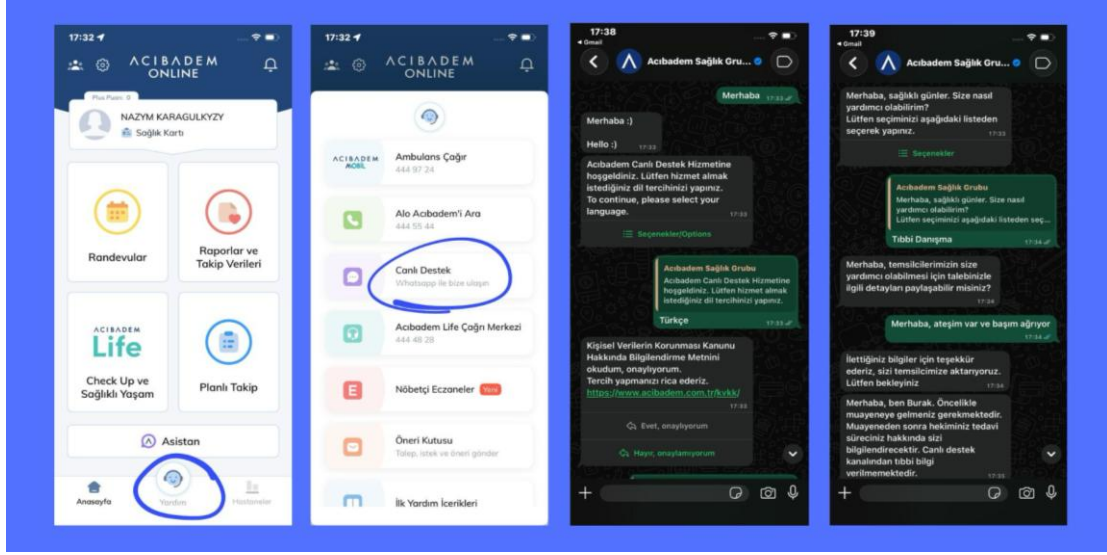 17:32
ACIBADEM
ONLINE
Plus Puan: 0
NAZYM KARAGULKYZY
Sağlık Kartı
Randevular
Raporlar ve
Takip Verileri
ACIBADEM
Life
Check Up ve
Sağlıklı Yaşam
Planlı Takip
Asistan
Anasayfa
Yardım
Hastaneler
17:32
ACIBADEM
ONLINE
ACIBADEM
MOBİL
Ambulans Çağır
444 97 24
Alo Acıbadem'i Ara
444 55 44
Canlı Destek
Whatsapp ile bize ulaşın
Acıbadem Life Çağrı Merkezi
444 48 28
E
Nöbetçi Eczaneler Yeni
Öneri Kutusu
Talep, istek ve öneri gönder
İlk Yardım İçerikleri
17:38
Gmail
Acıbadem Sağlık Gru...
Merhaba 17:33
Merhaba :)
Hello :) 17:33
Acıbadem Canlı Destek Hizmetine
hoşgeldiniz. Lütfen hizmet almak
istediğiniz dil tercihinizi yapınız.
To continue, please select your
language. 17:33
Seçenekler/Options
Acıbadem Sağlık Grubu
Acıbadem Canlı Destek Hizmetine
hoşgeldiniz. Lütfen hizmet almak
istediğiniz dil tercihinizi yapınız.
Türkçe 17:33
Kişisel Verilerin Korunması Kanunu
Hakkında Bilgilendirme Metnini
okudum, onaylıyorum.
Tercih yapmanızı rica ederiz.
https://www.acibadem.com.tr/kvkk/
17:33
Evet, onaylıyorum
Hayır, onaylamıyorum
17:39
Gmail
Acıbadem Sağlık Gru...
Merhaba, sağlıklı günler. Size nasıl
yardımcı olabilirim?
Lütfen seçiminizi aşağıdaki listeden
seçerek yapınız. 17:33
Seçenekler
Acıbadem Sağlık Grubu
Merhaba, sağlıklı günler. Size nasıl
yardımcı olabilirim?
Lütfen seçiminizi aşağıdaki listeden seç...
Tıbbi Danışma 17:34
Merhaba, temsilcilerimizin size
yardımcı olabilmesi için talebinizle
ilgili detayları paylaşabilir misiniz?
17:34
Merhaba, ateşim var ve başım ağrıyor
17:34
İlettiğiniz bilgiler için teşekkür
ederiz, sizi temsilcimize aktarıyoruz.
Lütfen bekleyiniz 17:34
Merhaba, ben Burak. Öncelikle
muayeneye gelmeniz gerekmektedir.
Muayeneden sonra hekiminiz tedavi
süreciniz hakkında sizi
bilgilendirecektir. Canlı destek
kanalından tıbbi bilgi
verilmemektedir. 17:35